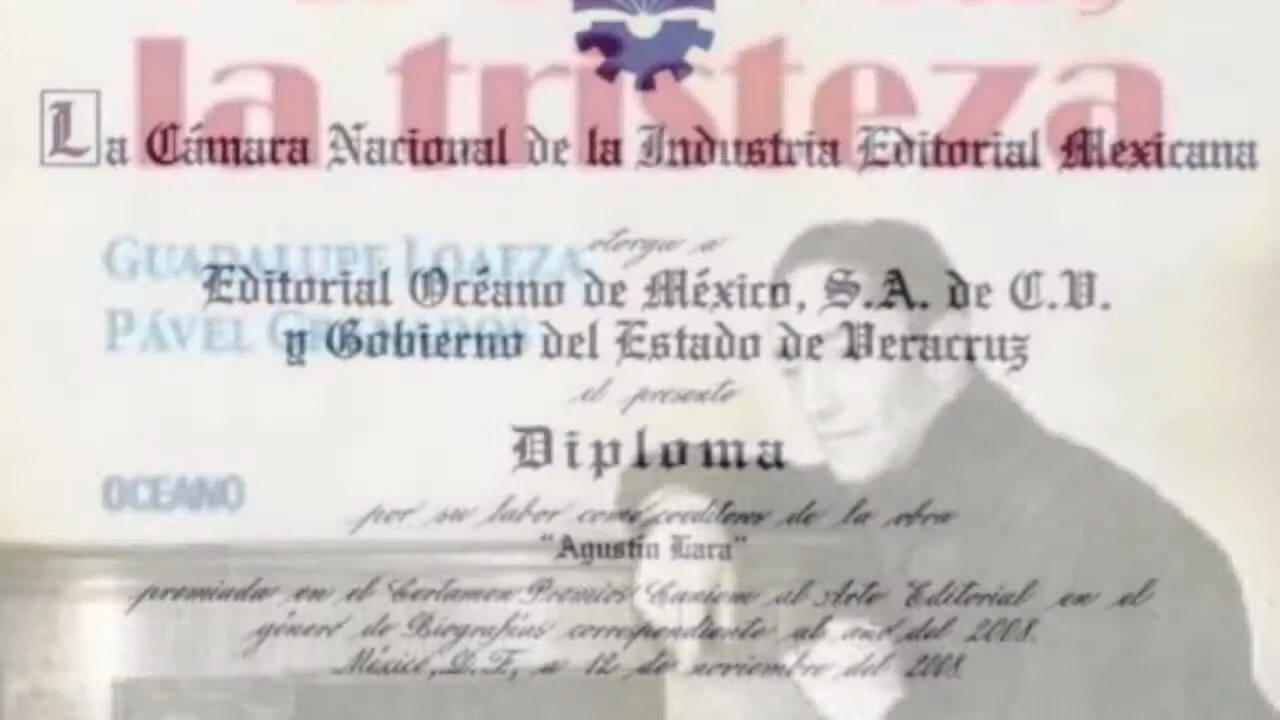 la tristeza
La Cámara Nacional de la Industria Editorial Mexicana
otorga a
GUADALUPE LOAEZA
Editorial Océano de México, S.A. de C.V.
PÁVEL GRANADOS
y Gobierno del Estado de Veracruz
el presente
Diploma
OCEANO
por su labor como coeditores de la obra
"Agustín Lara"
premiada en el Certamen Premios Caniem al Arte Editorial en el
género de Biografías correspondiente al año del 2008.
México, D.F., a 12 de noviembre del 2008